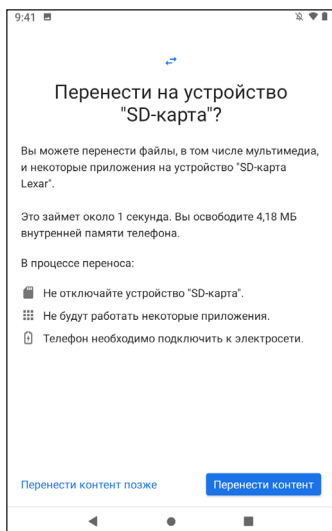 9:41
Перенести на устройство
"SD-карта"?
Вы можете перенести файлы, в том числе мультимедиа,
и некоторые приложения на устройство "SD-карта
Lexar".
Это займет около 1 секунда. Вы освободите 4,18 МБ
внутренней памяти телефона.
В процессе переноса:
Не отключайте устройство "SD-карта".
Не будут работать некоторые приложения.
Телефон необходимо подключить к электросети.
Перенести контент позже
Перенести контент